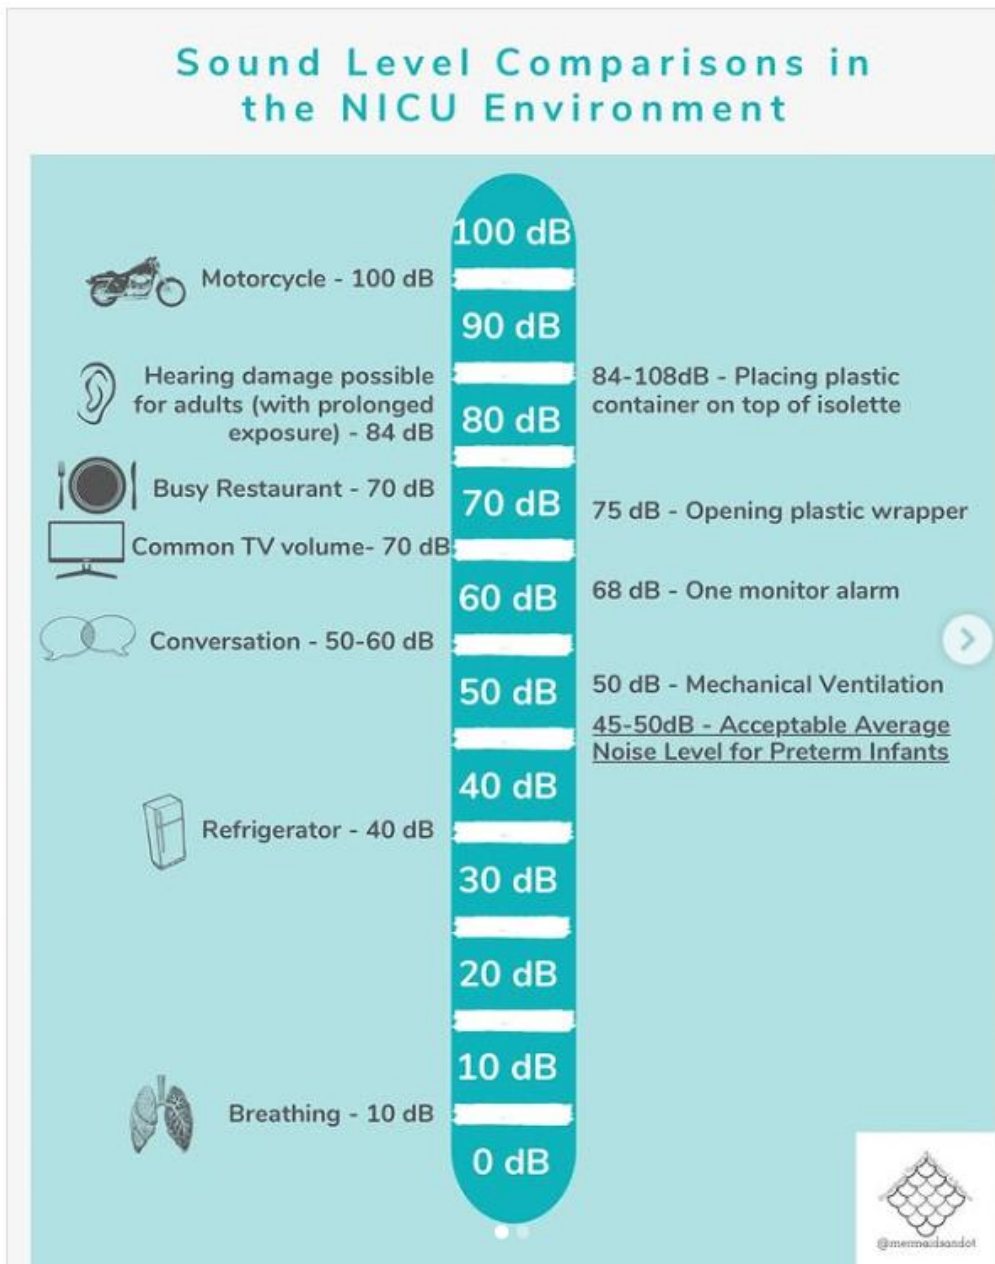 Sound Level Comparisons in
the NICU Environment
100 dB
Motorcycle - 100 dB
90 dB
Hearing damage possible
for adults (with prolonged
exposure) - 84 dB
84-108dB - Placing plastic
container on top of isolette
80 dB
Busy Restaurant - 70 dB
70 dB
75 dB - Opening plastic wrapper
Common TV volume- 70 dB
60 dB
68 dB - One monitor alarm
Conversation - 50-60 dB
50 dB
50 dB - Mechanical Ventilation
45-50dB - Acceptable Average
Noise Level for Preterm Infants
40 dB
Refrigerator - 40 dB
30 dB
20 dB
10 dB
Breathing - 10 dB
0 dB
@mermaidsandot